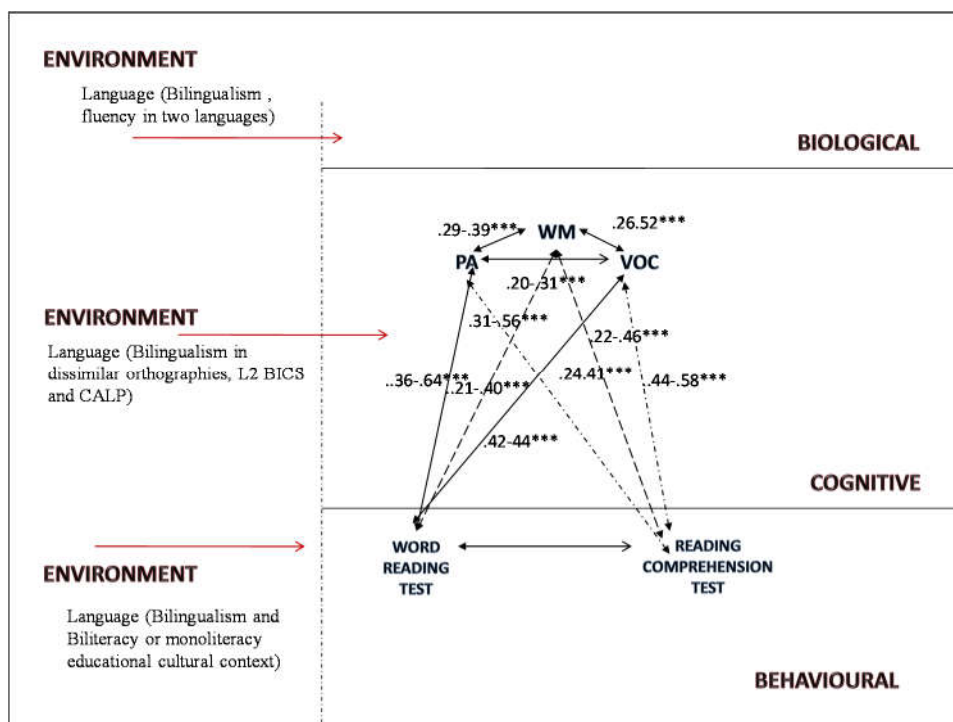 ENVIRONMENT
Language (Bilingualism ,
fluency in two languages)
BIOLOGICAL
.29-.39***
WM
.26.52***
PA
VOC
.20-.31***
ENVIRONMENT
Language (Bilingualism in
dissimilar orthographies, L2 BICS
and CALP)
.31-.56***
.22-.46***
..36-.64***
..21-.40***
.24.41***
..44-.58***
.42-44***
COGNITIVE
WORD
READING
TEST
READING
COMPREHENSION
TEST
ENVIRONMENT
Language (Bilingualism and
Biliteracy or monoliteracy
educational cultural context)
BEHAVIOURAL